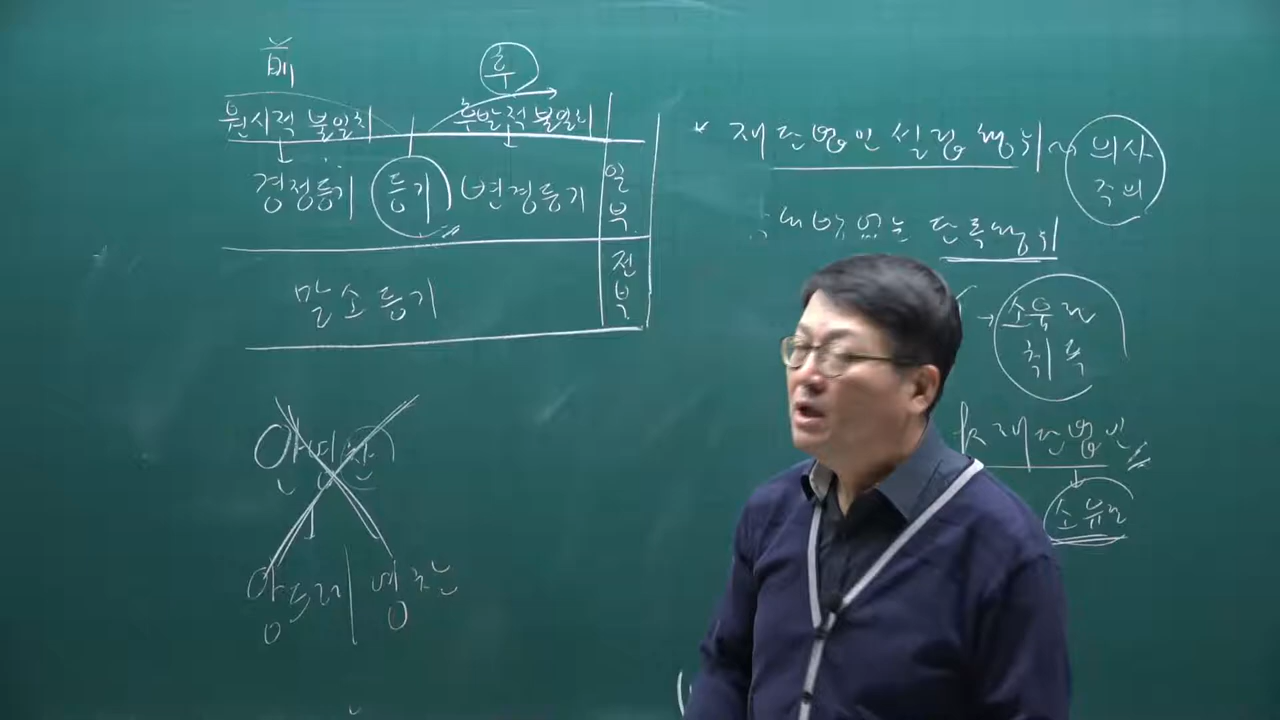 후
원시적 불일치 후발적 불일치
경정등기 등기 변경등기 일부
말소등기 전부
* 재단법인 설립행위 ~ 의사주의
상대방 없는 단독행위
→ 소유권 취득
재단법인
소유권